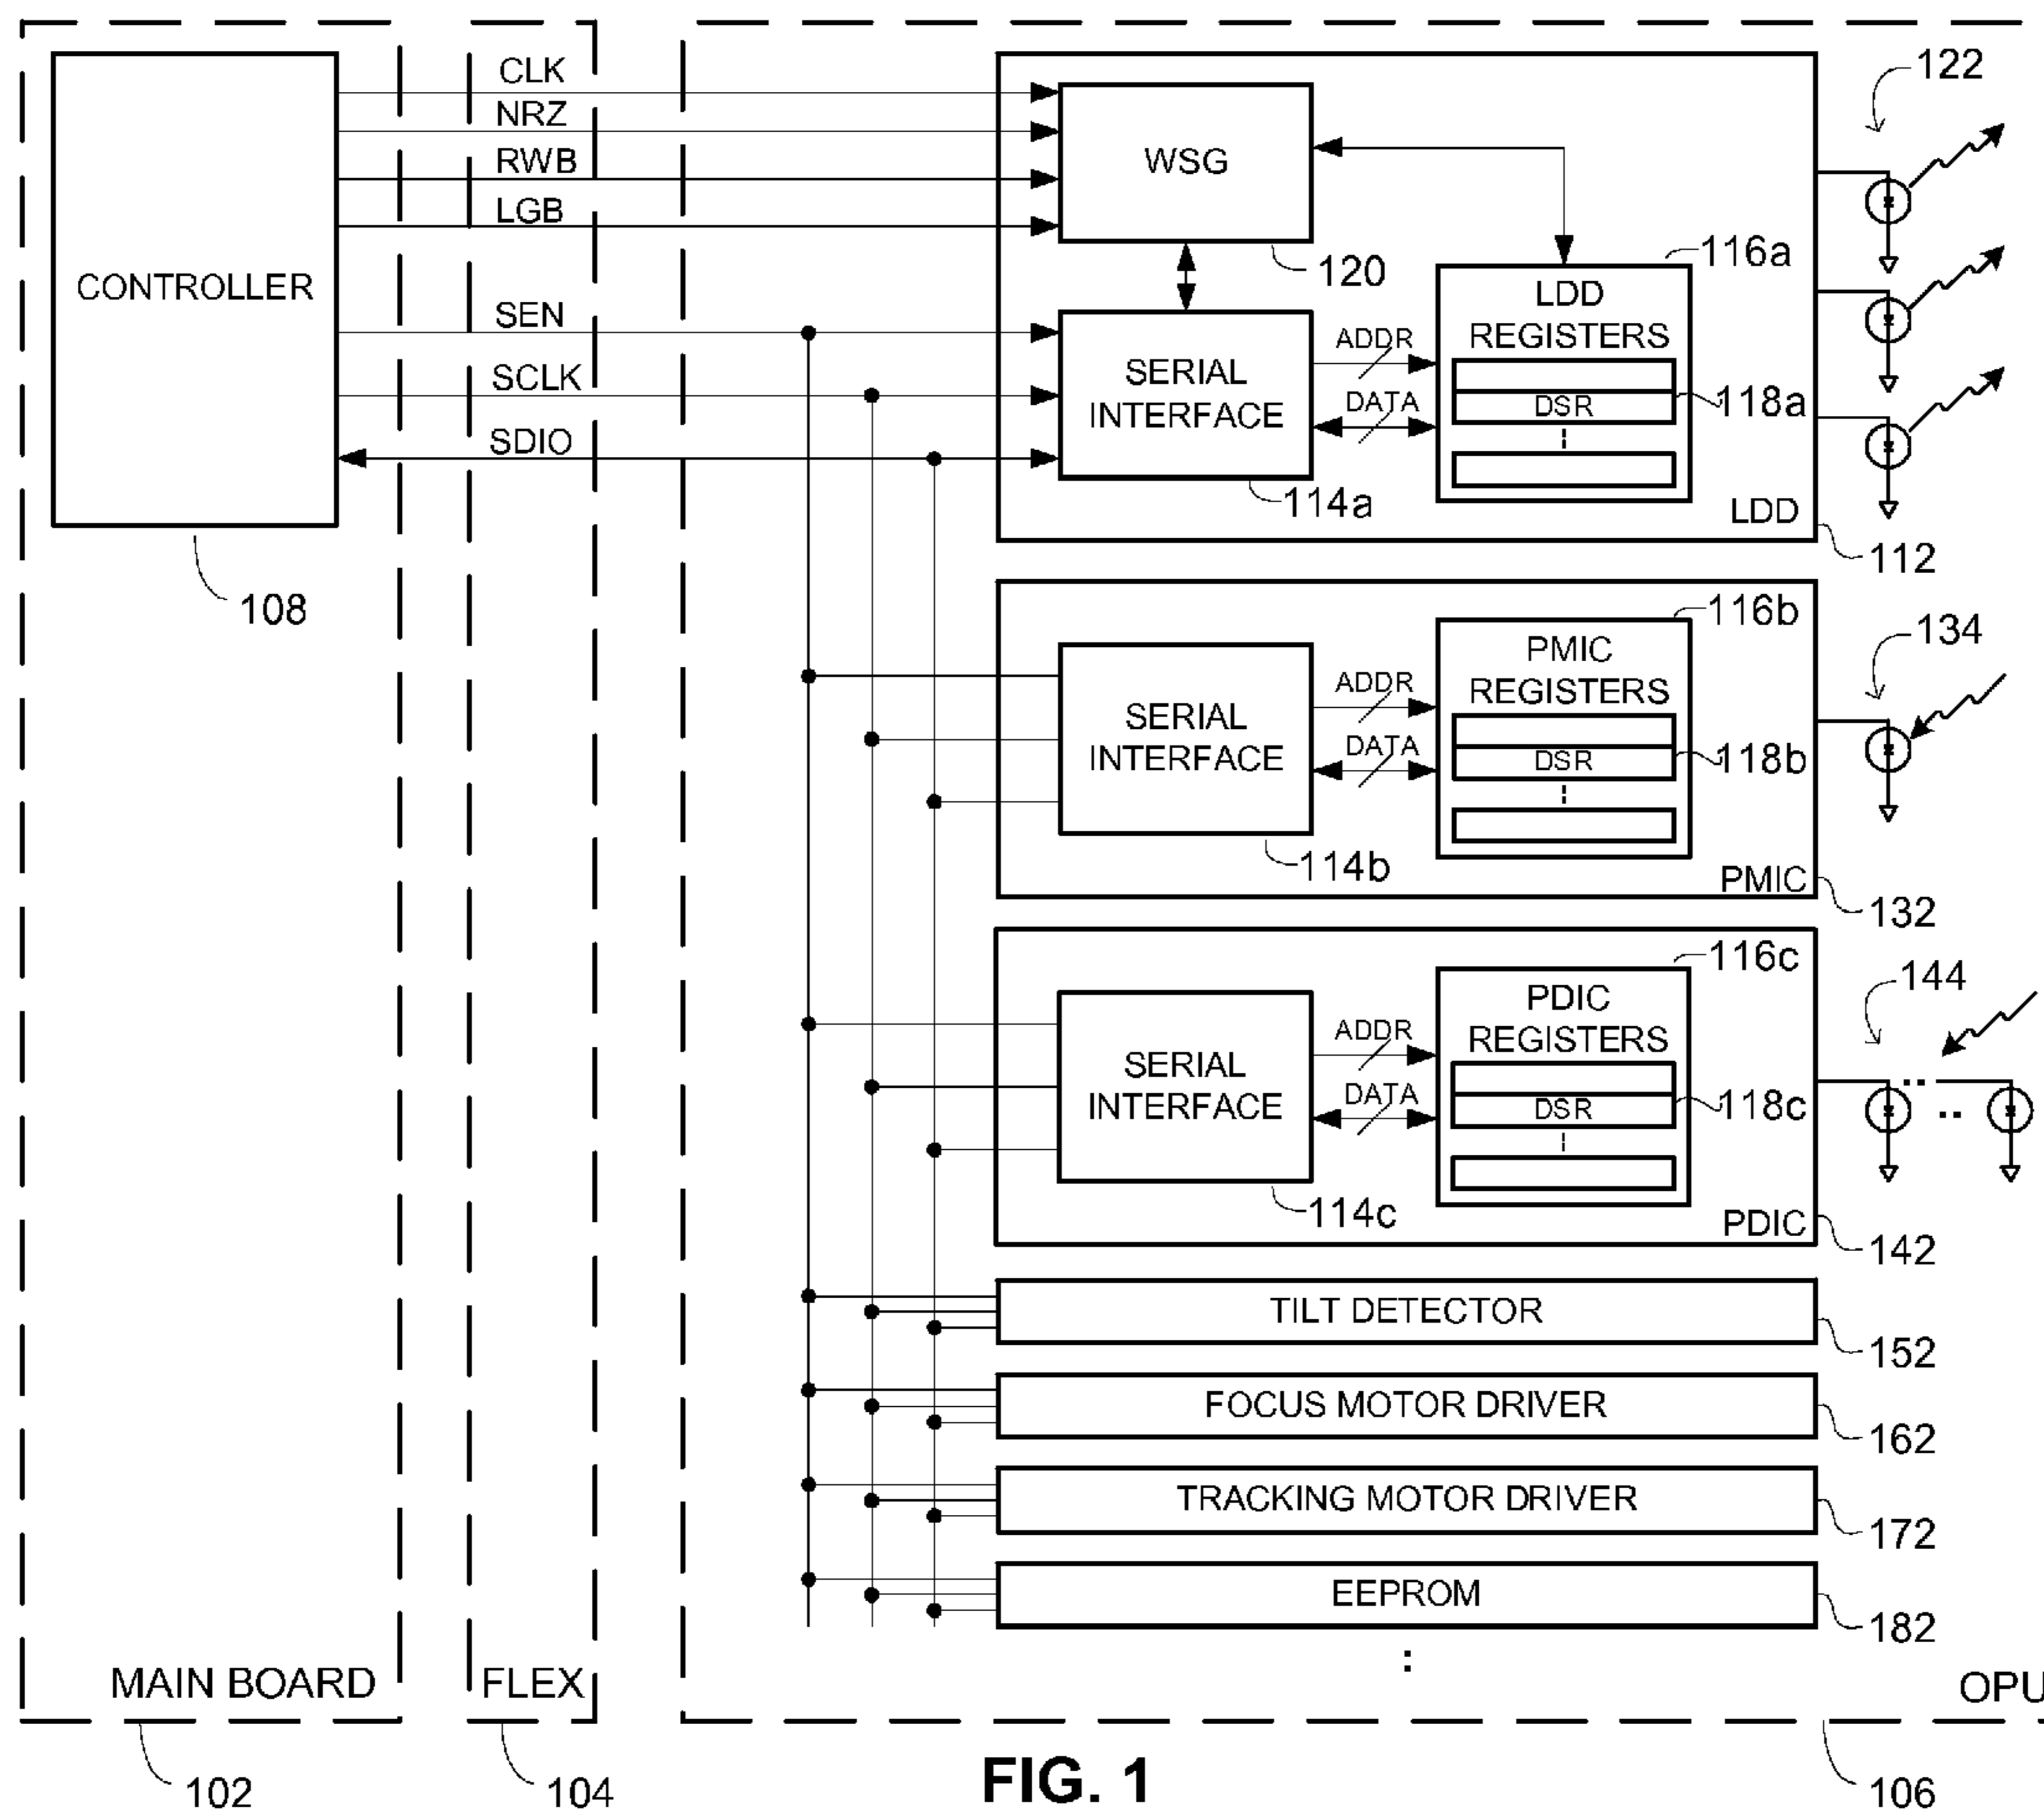 CLK
NRZ
RWB
LGB
SEN
SCLK
SDIO
CONTROLLER
108
WSG
120
122
116a
LDD
REGISTERS
DSR
118a
SERIAL
INTERFACE
ADDR
DATA
114a
LDD
112
SERIAL
INTERFACE
ADDR
DATA
114b
116b
PMIC
REGISTERS
DSR
118b
134
PMIC
132
SERIAL
INTERFACE
ADDR
DATA
114c
116c
PDIC
REGISTERS
DSR
118c
144
PDIC
142
TILT DETECTOR
152
FOCUS MOTOR DRIVER
162
TRACKING MOTOR DRIVER
172
EEPROM
182
MAIN BOARD
FLEX
OPU
102
104
FIG. 1
106